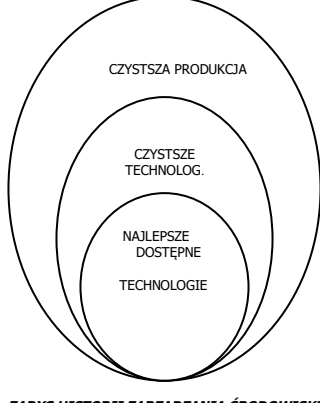 CZYSTSZA PRODUKCJA
CZYSTSZE
TECHNOLOG.
NAJLEPSZE
DOSTĘPNE
TECHNOLOGIE